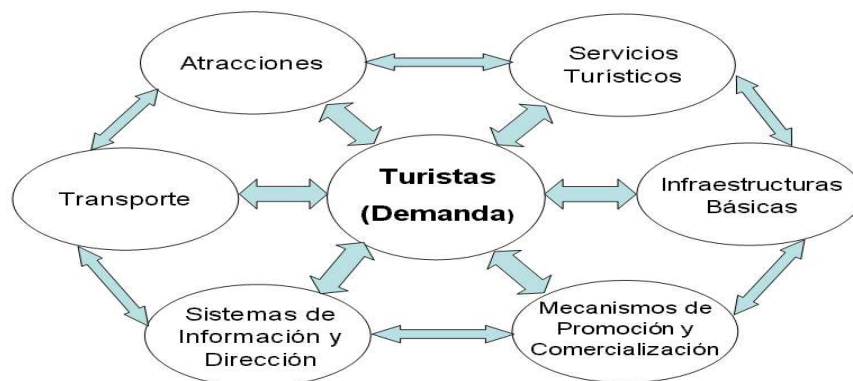 Atracciones
Servicios
Turísticos
Transporte
Turistas
(Demanda)
Infraestructuras
Básicas
Sistemas de
Información y
Dirección
Mecanismos de
Promoción y
Comercialización